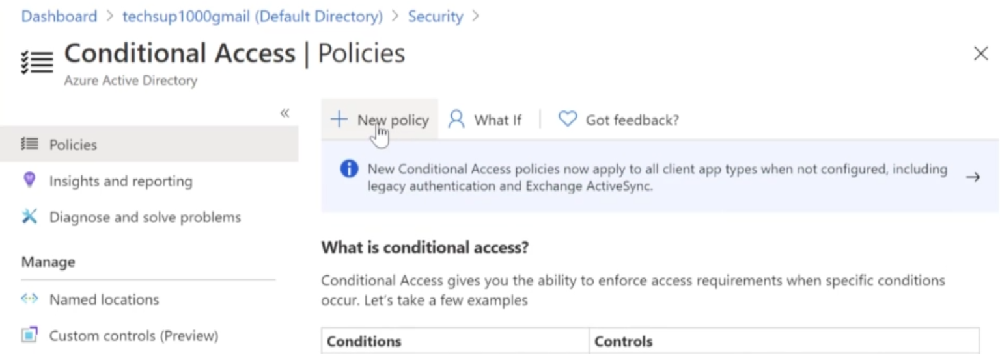 Dashboard > techsup1000gmail (Default Directory) > Security >
Conditional Access | Policies
Azure Active Directory
«
Policies
Insights and reporting
Diagnose and solve problems
Manage
Named locations
Custom controls (Preview)
+ New policy What If | Got feedback?
New Conditional Access policies now apply to all client app types when not configured, including
legacy authentication and Exchange ActiveSync.
What is conditional access?
Conditional Access gives you the ability to enforce access requirements when specific conditions
occur. Let's take a few examples
Conditions Controls